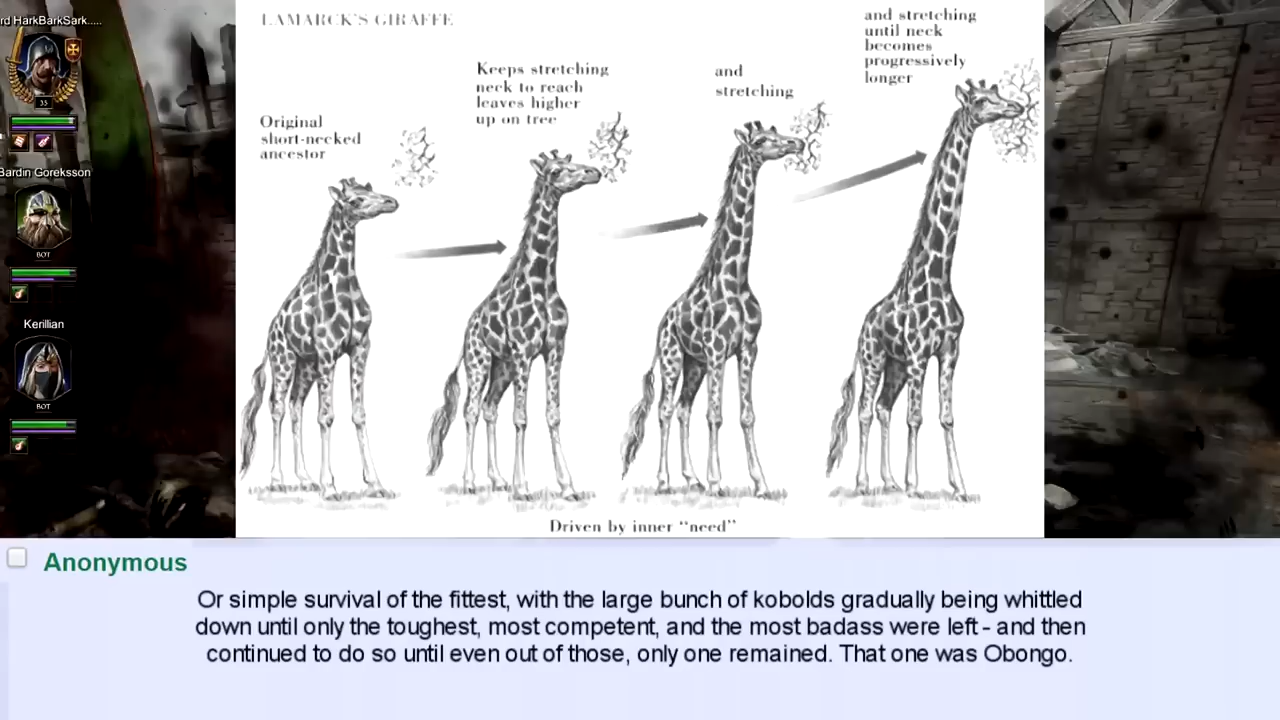 rd HarkBarkSark.....
35
Bardin Goreksson
BOT
Kerillian
BOT
LAMARCK'S GIRAFFE
Original
short-necked
ancestor
Keeps stretching
neck to reach
leaves higher
up on tree
and
stretching
and stretching
until neck
becomes
progressively
longer
Driven by inner "need"
Anonymous
Or simple survival of the fittest, with the large bunch of kobolds gradually being whittled
down until only the toughest, most competent, and the most badass were left - and then
continued to do so until even out of those, only one remained. That one was Obongo.